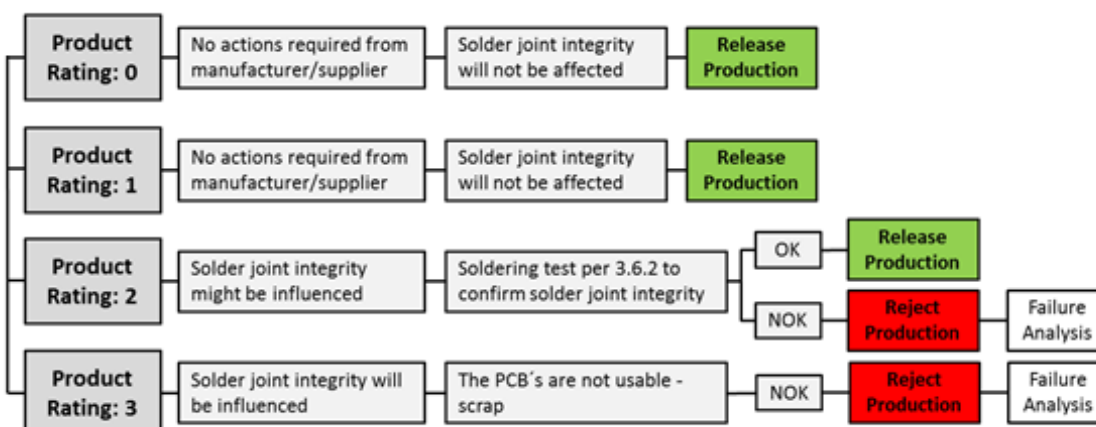 Product
Rating: 0
No actions required from
manufacturer/supplier
Solder joint integrity
will not be affected
Release
Production
Product
Rating: 1
No actions required from
manufacturer/supplier
Solder joint integrity
will not be affected
Release
Production
Product
Rating: 2
Solder joint integrity
might be influenced
Soldering test per 3.6.2 to
confirm solder joint integrity
OK
Release
Production
NOK
Reject
Production
Failure
Analysis
Product
Rating: 3
Solder joint integrity will
be influenced
The PCB´s are not usable -
scrap
NOK
Reject
Production
Failure
Analysis